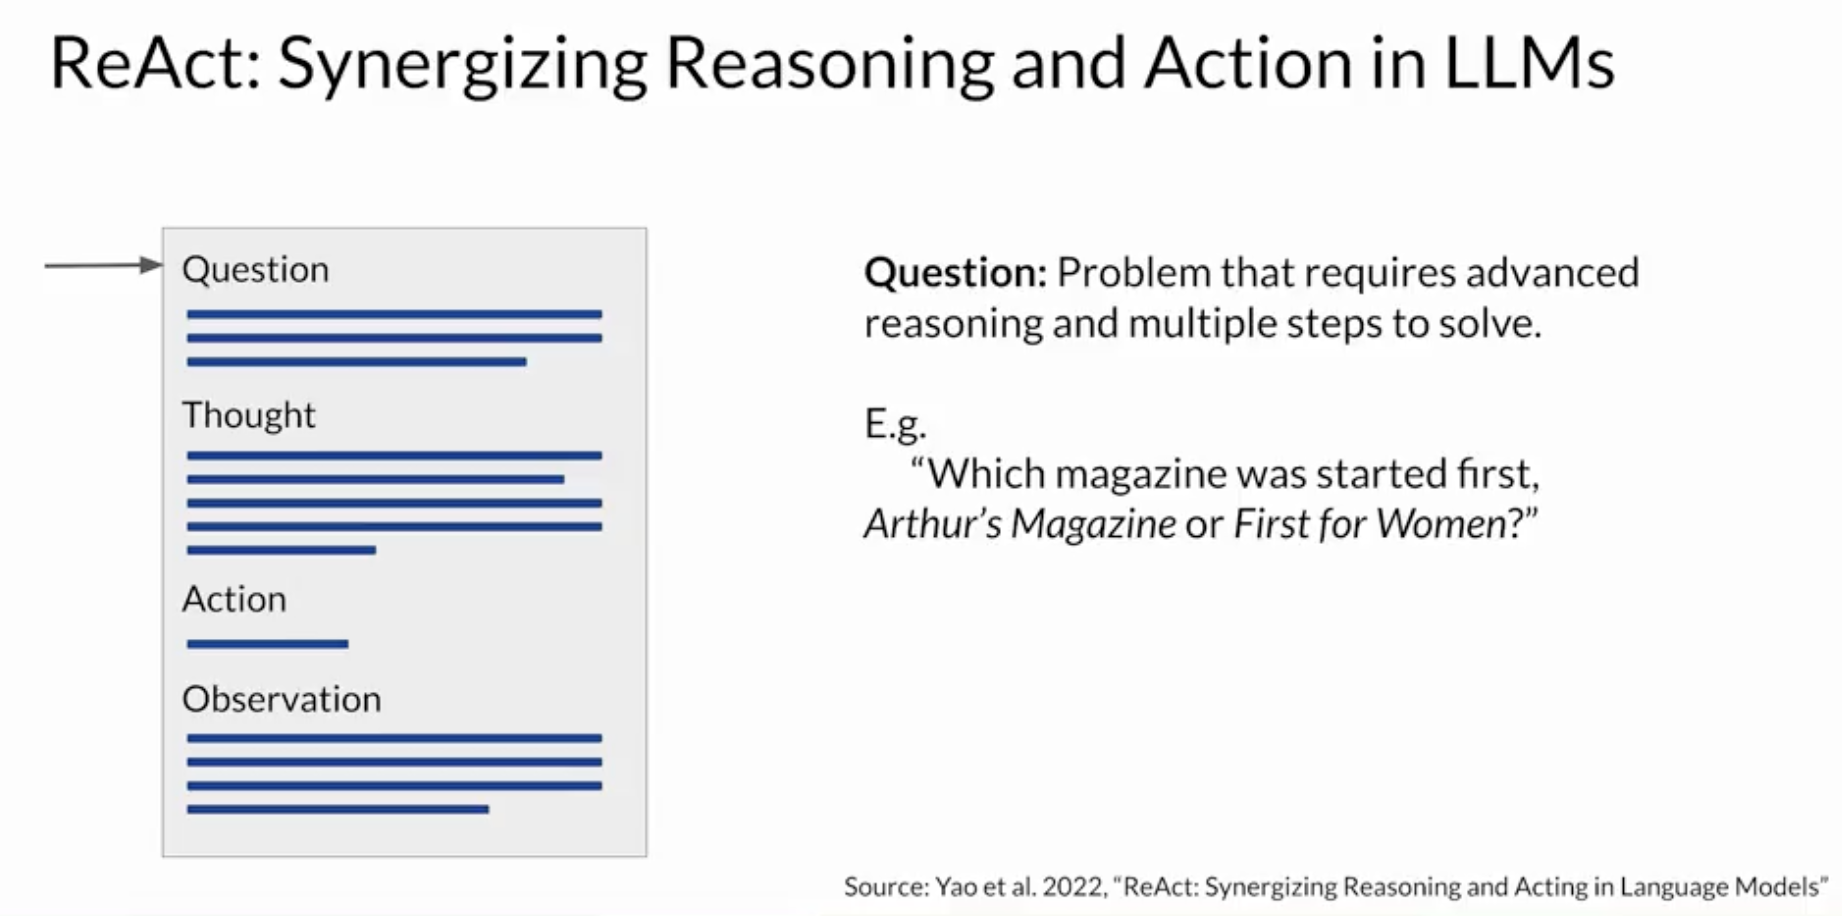 ReAct: Synergizing Reasoning and Action in LLMs
Question
Thought
Action
Observation
Question: Problem that requires advanced
reasoning and multiple steps to solve.
E.g.
“Which magazine was started first,
Arthur’s Magazine or First for Women?”
Source: Yao et al. 2022, “ReAct: Synergizing Reasoning and Acting in Language Models”